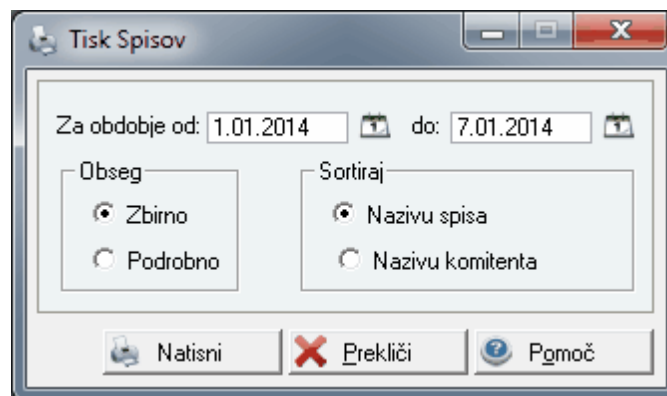 Tisk Spisov
Za obdobje od: 1.01.2014 do: 7.01.2014
Obseg
Zbirno
Podrobno
Sortiraj
Nazivu spisa
Nazivu komitenta
Natisni Prekliči Pomoč